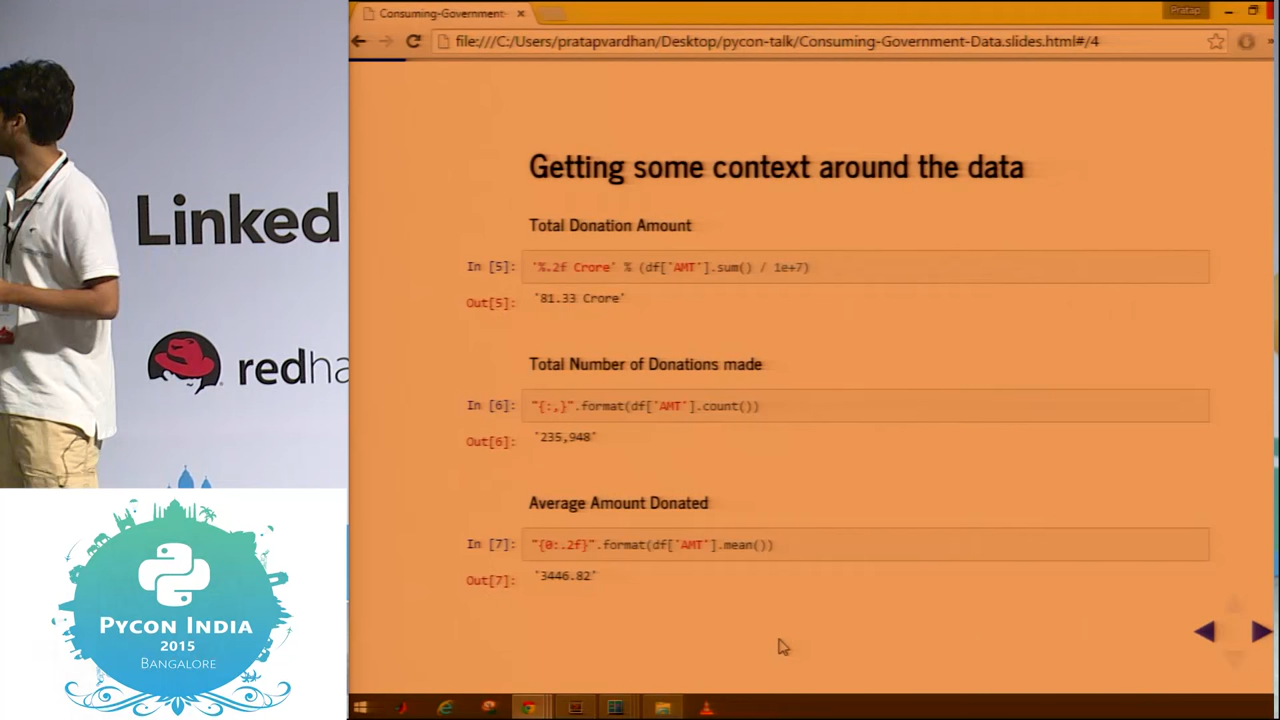 Consuming-Government-
Pratap
file:///C:/Users/pratapvardhan/Desktop/pycon-talk/Consuming-Government-Data.slides.html#/4
Getting some context around the data
Total Donation Amount
In [5]: '%.2f Crore' % (df['AMT'].sum() / 1e+7)
Out[5]: '81.33 Crore'
Total Number of Donations made
In [6]: "{:,}".format(df['AMT'].count())
Out[6]: '235,948'
Average Amount Donated
In [7]: "{0:.2f}".format(df['AMT'].mean())
Out[7]: '3446.82'
Linked
redha
PYCON INDIA
2015
BANGALORE